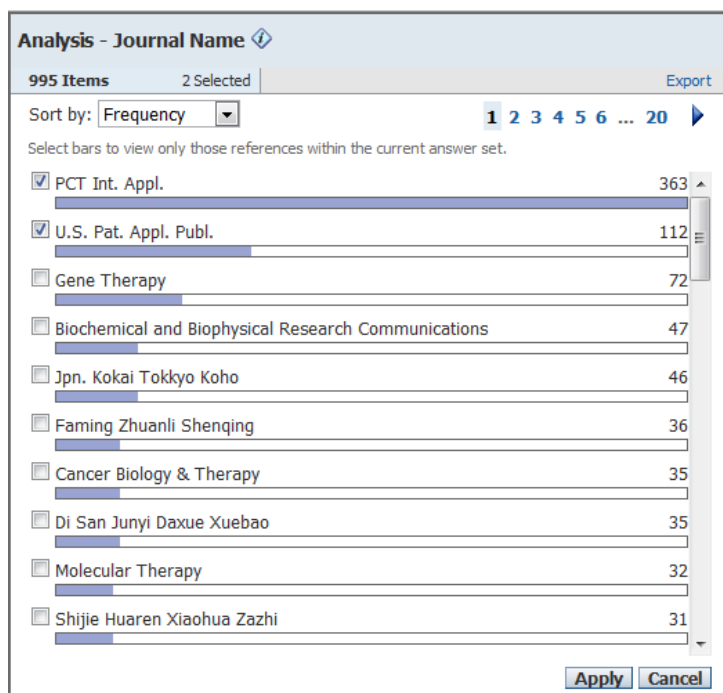 Analysis - Journal Name
995 Items 2 Selected Export
Sort by: Frequency 1 2 3 4 5 6 ... 20
Select bars to view only those references within the current answer set.
PCT Int. Appl. 363
U.S. Pat. Appl. Publ. 112
Gene Therapy 72
Biochemical and Biophysical Research Communications 47
Jpn. Kokai Tokkyo Koho 46
Faming Zhuanli Shenqing 36
Cancer Biology & Therapy 35
Di San Junyi Daxue Xuebao 35
Molecular Therapy 32
Shijie Huaren Xiaohua Zazhi 31
Apply Cancel